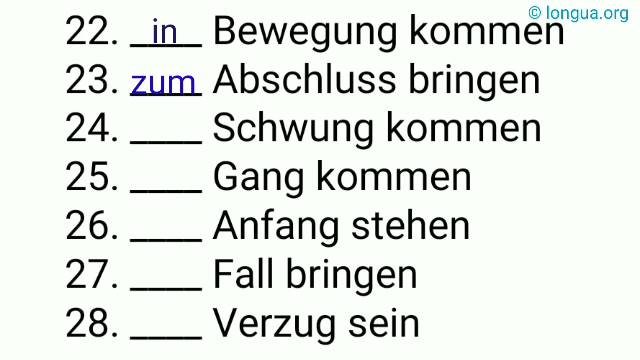 © longua.org
22. in Bewegung kommen
23. zum Abschluss bringen
24. ____ Schwung kommen
25. ____ Gang kommen
26. ____ Anfang stehen
27. ____ Fall bringen
28. ____ Verzug sein